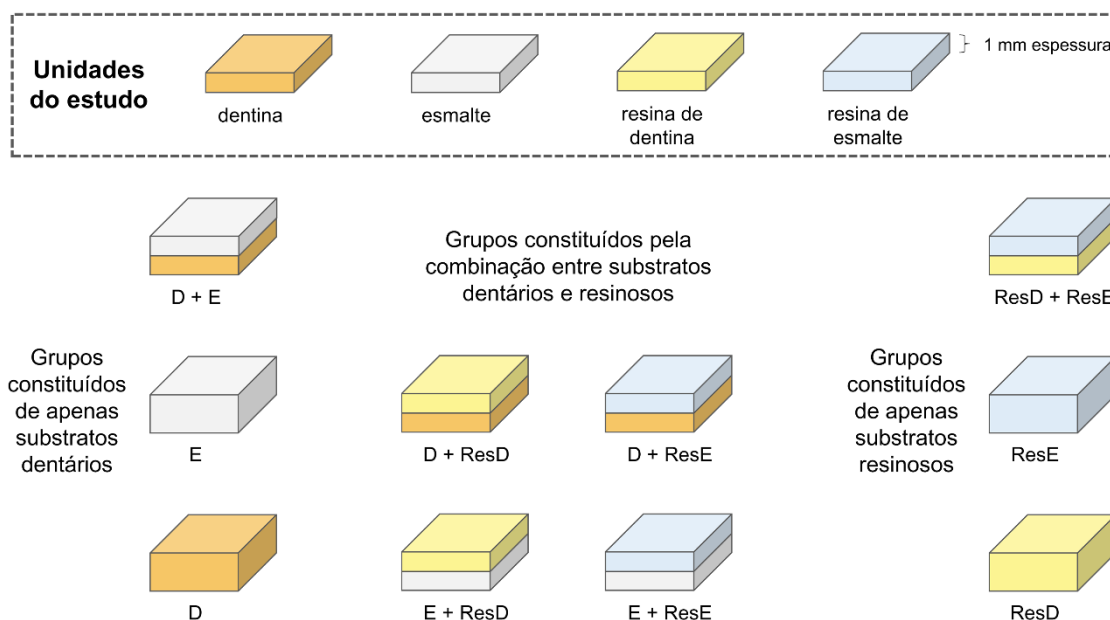 Unidades
do estudo
dentina
esmalte
resina de
dentina
resina de
esmalte
1 mm espessura
D + E
Grupos constituídos pela
combinação entre substratos
dentários e resinosos
ResD + ResE
Grupos
constituídos
de apenas
substratos
dentários
E
D + ResD
D + ResE
Grupos
constituídos
de apenas
substratos
resinosos
ResE
D
E + ResD
E + ResE
ResD